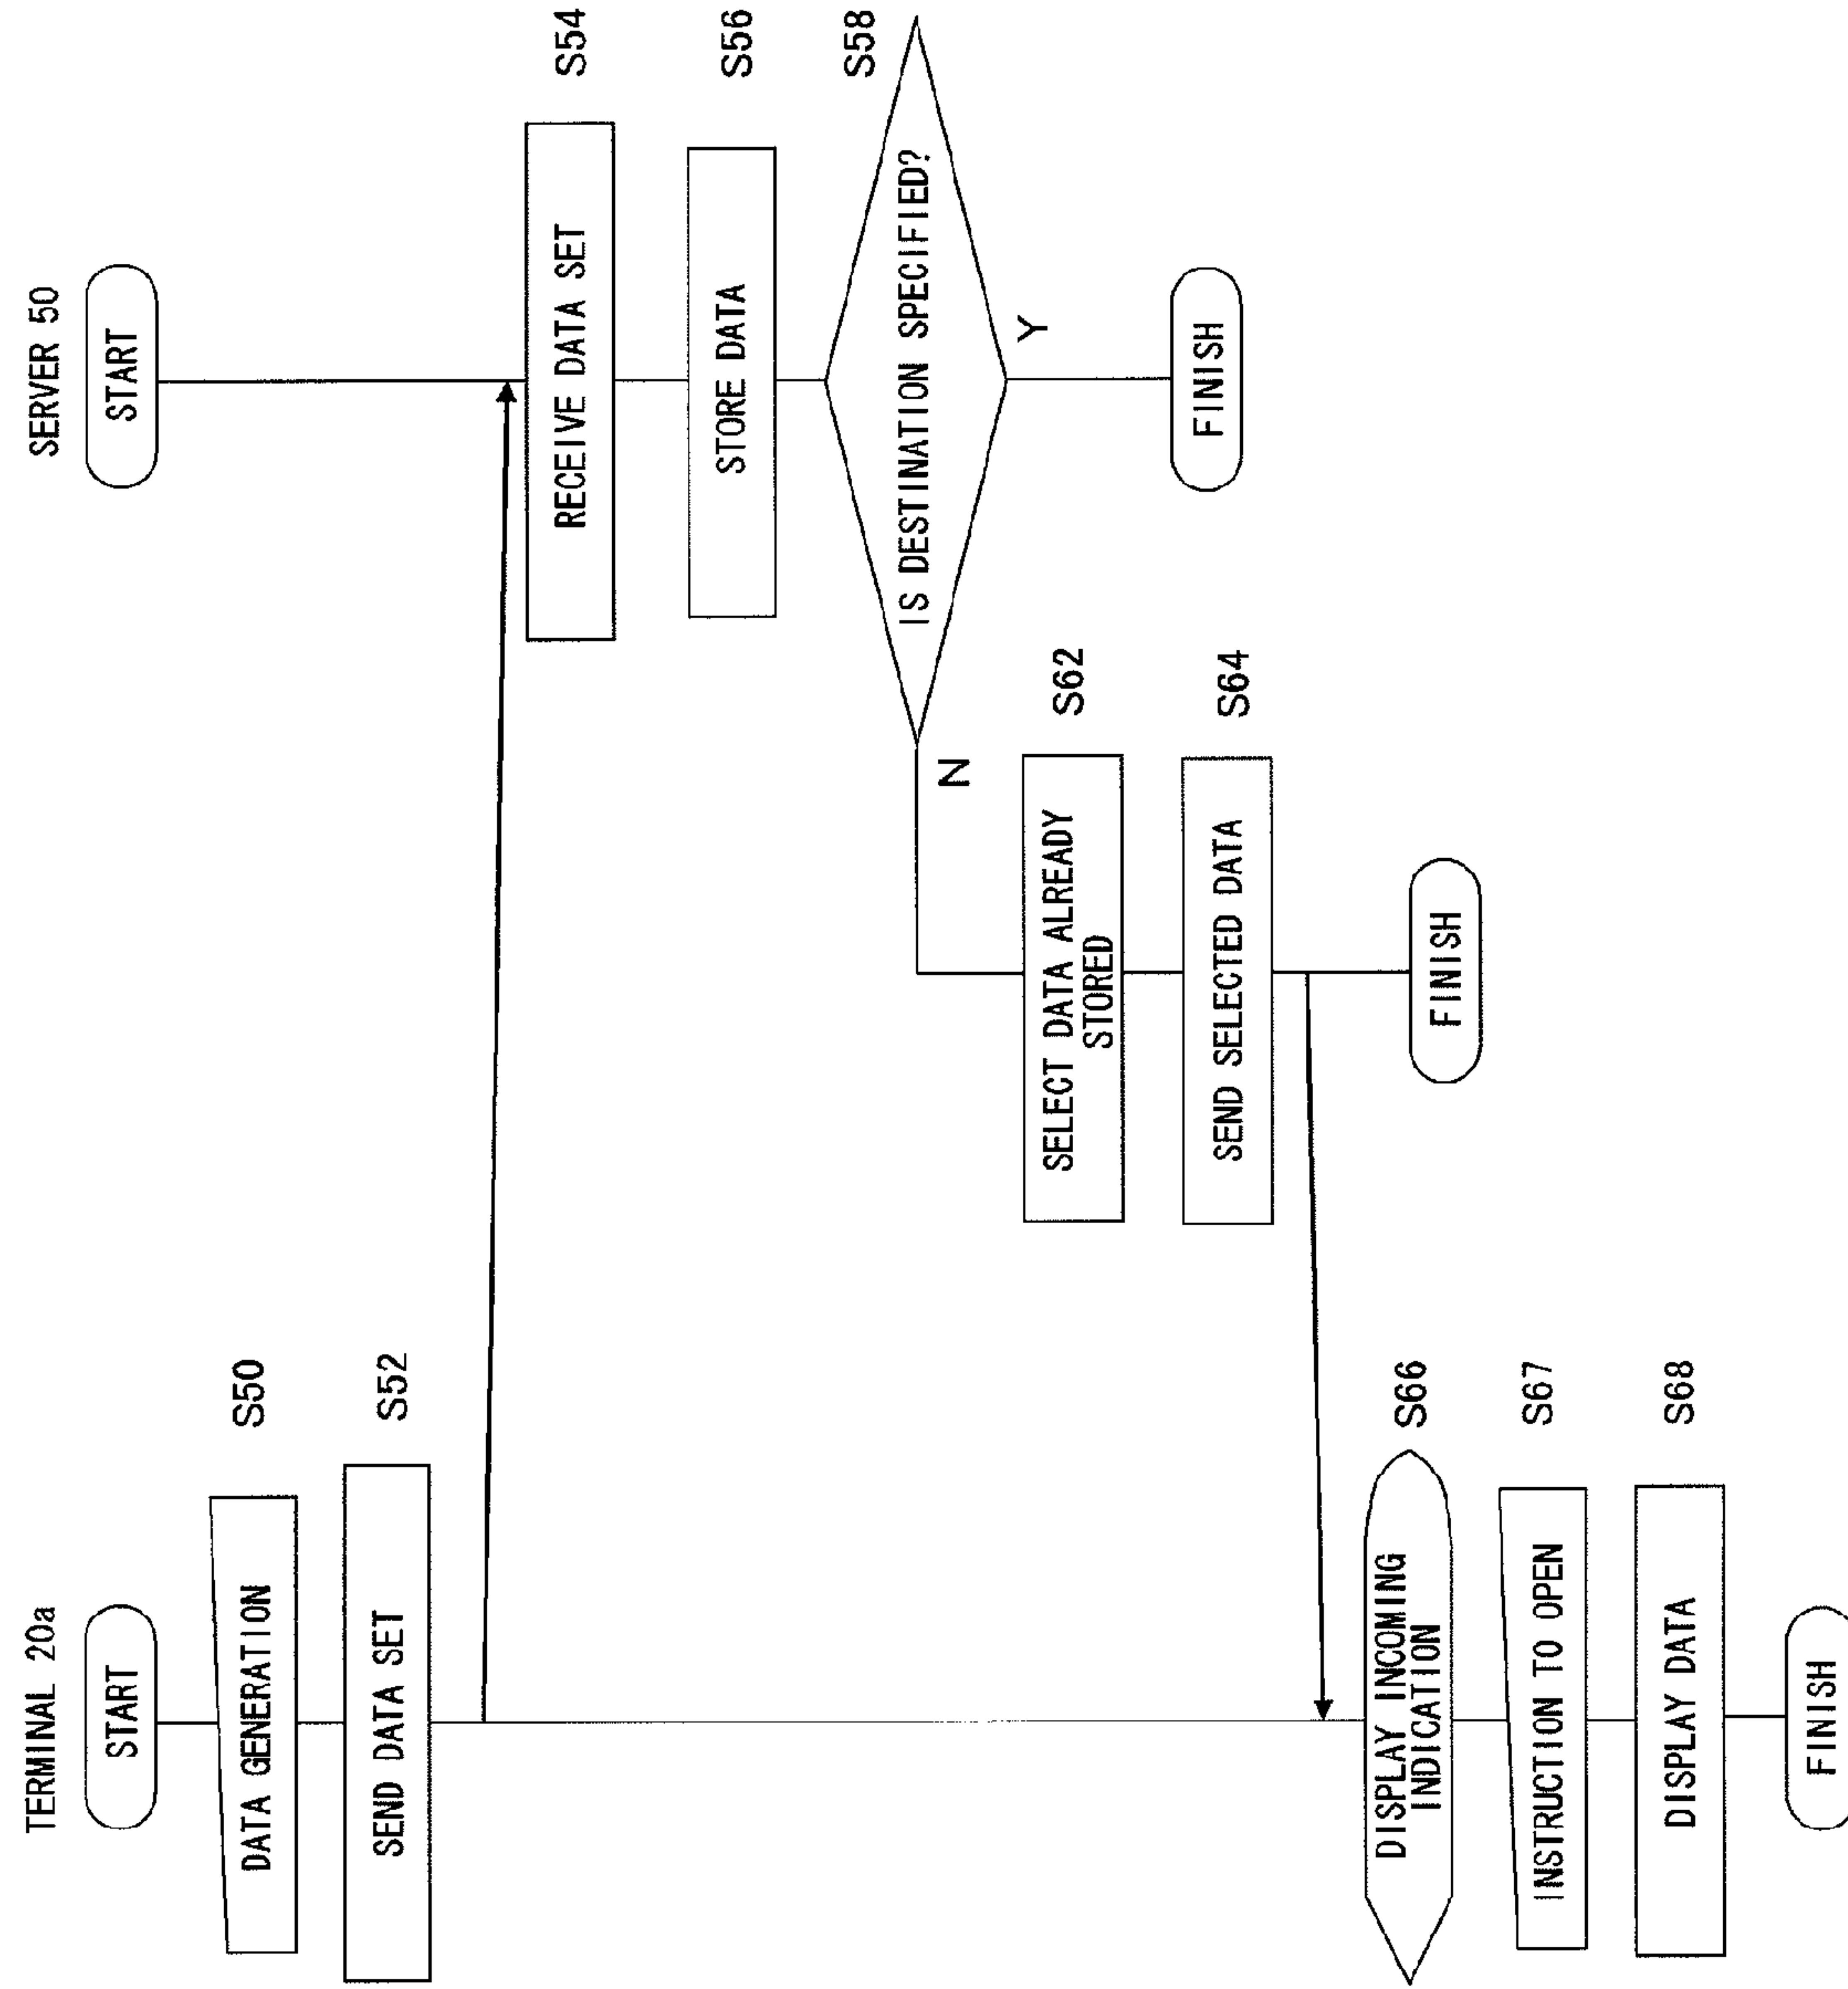 TERMINAL 20a
START
DATA GENERATION
S50
SEND DATA SET
S52
DISPLAY INCOMING
INDICATION
S66
INSTRUCTION TO OPEN
S67
DISPLAY DATA
S68
FINISH
SERVER 50
START
RECEIVE DATA SET
S54
STORE DATA
S56
IS DESTINATION SPECIFIED?
S58
Y
FINISH
N
SELECT DATA ALREADY
STORED
S62
SEND SELECTED DATA
S64
FINISH